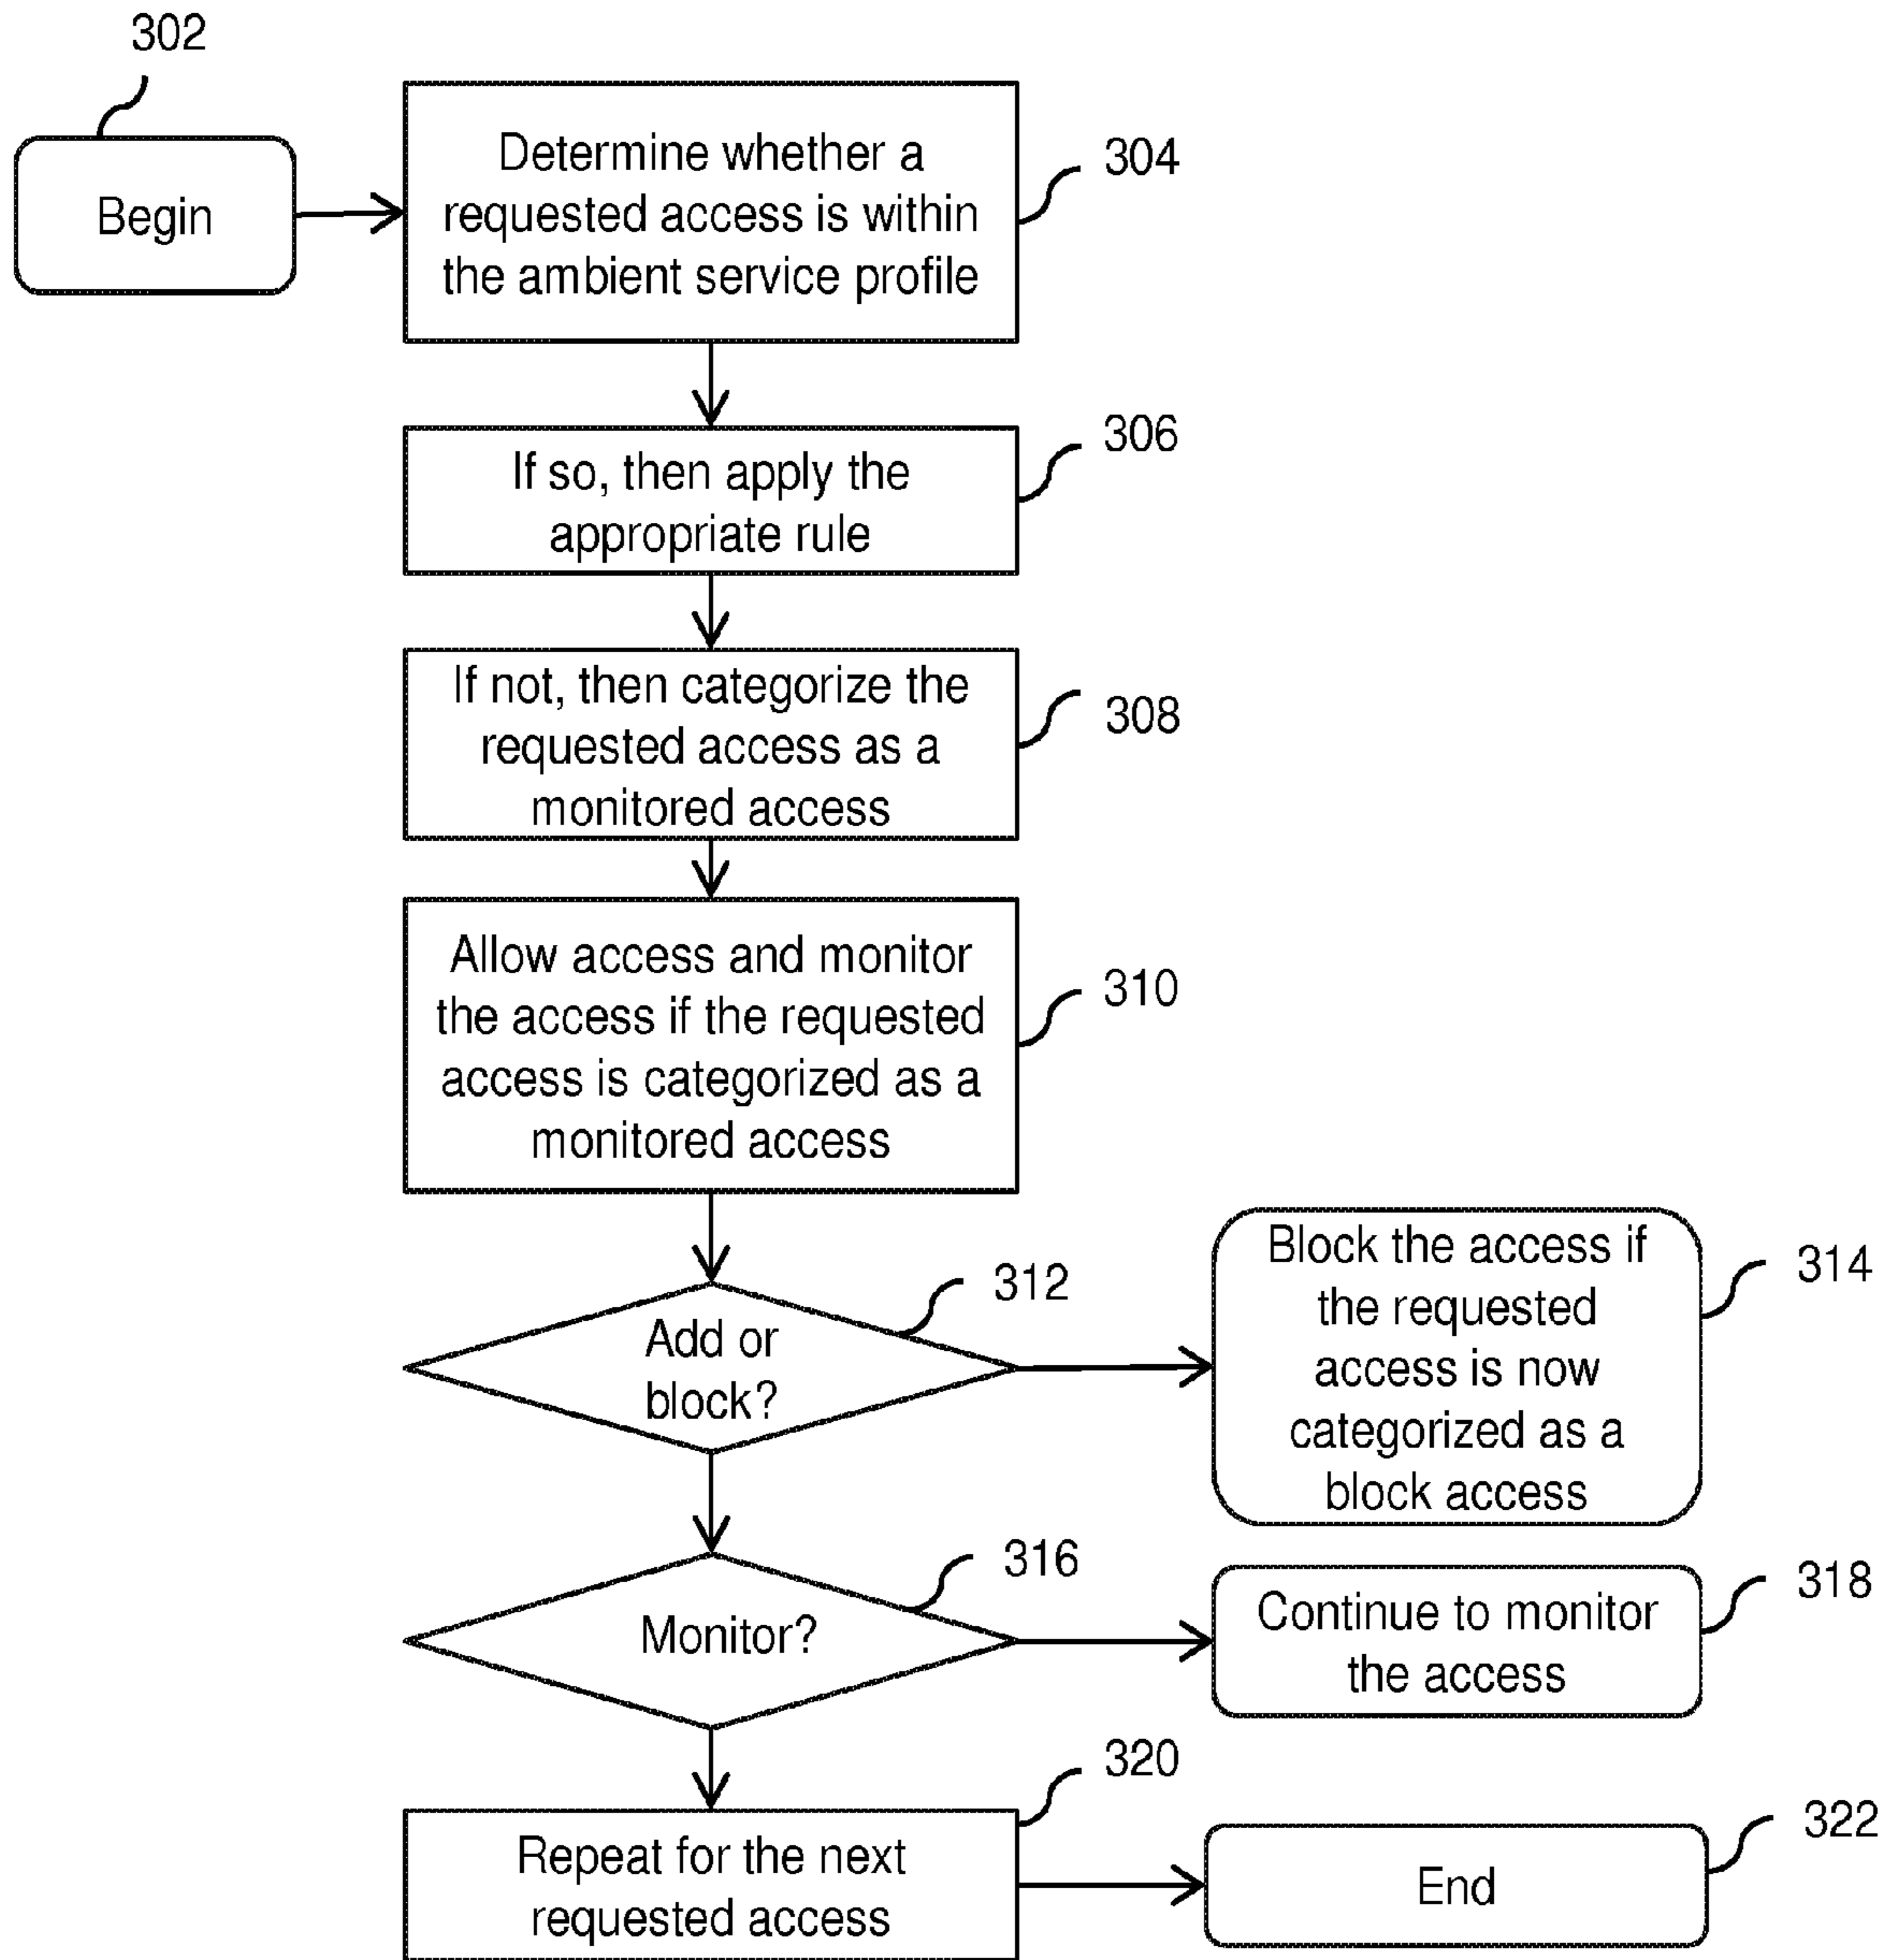 302
Begin
Determine whether a
requested access is within
the ambient service profile
304
If so, then apply the
appropriate rule
306
If not, then categorize the
requested access as a
monitored access
308
Allow access and monitor
the access if the requested
access is categorized as a
monitored access
310
Add or
block?
312
Block the access if
the requested
access is now
categorized as a
block access
314
Monitor?
316
Continue to monitor
the access
318
Repeat for the next
requested access
320
End
322